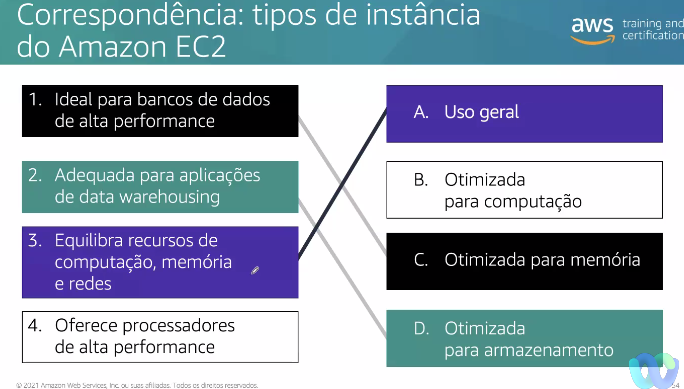 Correspondência: tipos de instância
do Amazon EC2
aws training and
certification
1. Ideal para bancos de dados
de alta performance
2. Adequada para aplicações
de data warehousing
3. Equilibra recursos de
computação, memória
e redes
4. Oferece processadores
de alta performance
A. Uso geral
B. Otimizada
para computação
C. Otimizada para memória
D. Otimizada
para armazenamento
© 2021 Amazon Web Services, Inc. ou suas afiliadas. Todos os direitos reservados.
54